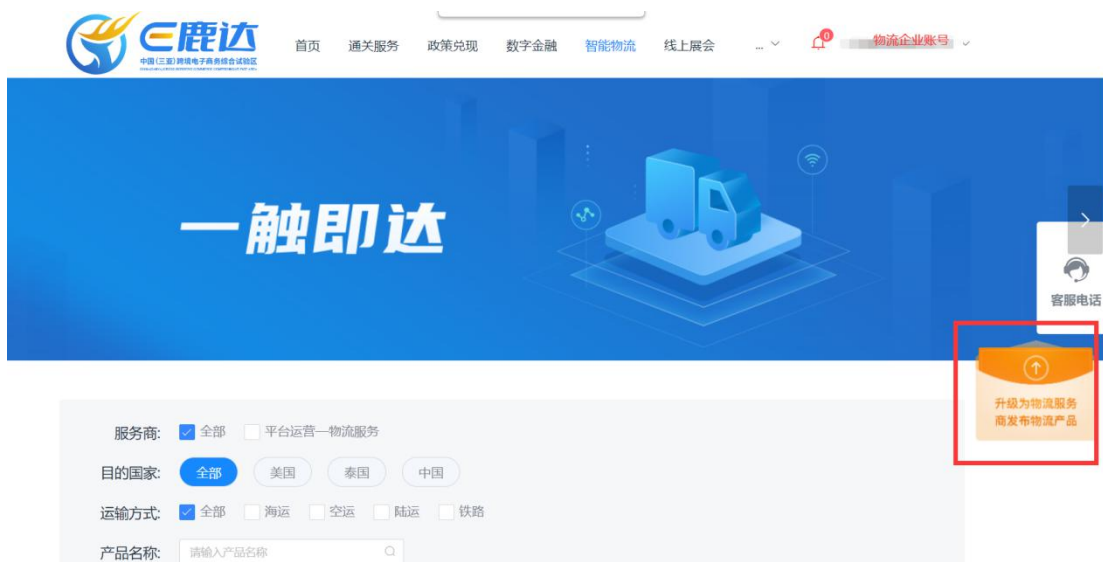 E鹿达
中国(三亚)跨境电子商务综合试验区
首页 通关服务 政策兑现 数字金融 智能物流 线上展会 ... 0 物流企业账号
一触即达
客服电话
升级为物流服务
商发布物流产品
服务商: 全部 平台运营—物流服务
目的国家: 全部 美国 泰国 中国
运输方式: 全部 海运 空运 陆运 铁路
产品名称: 请输入产品名称